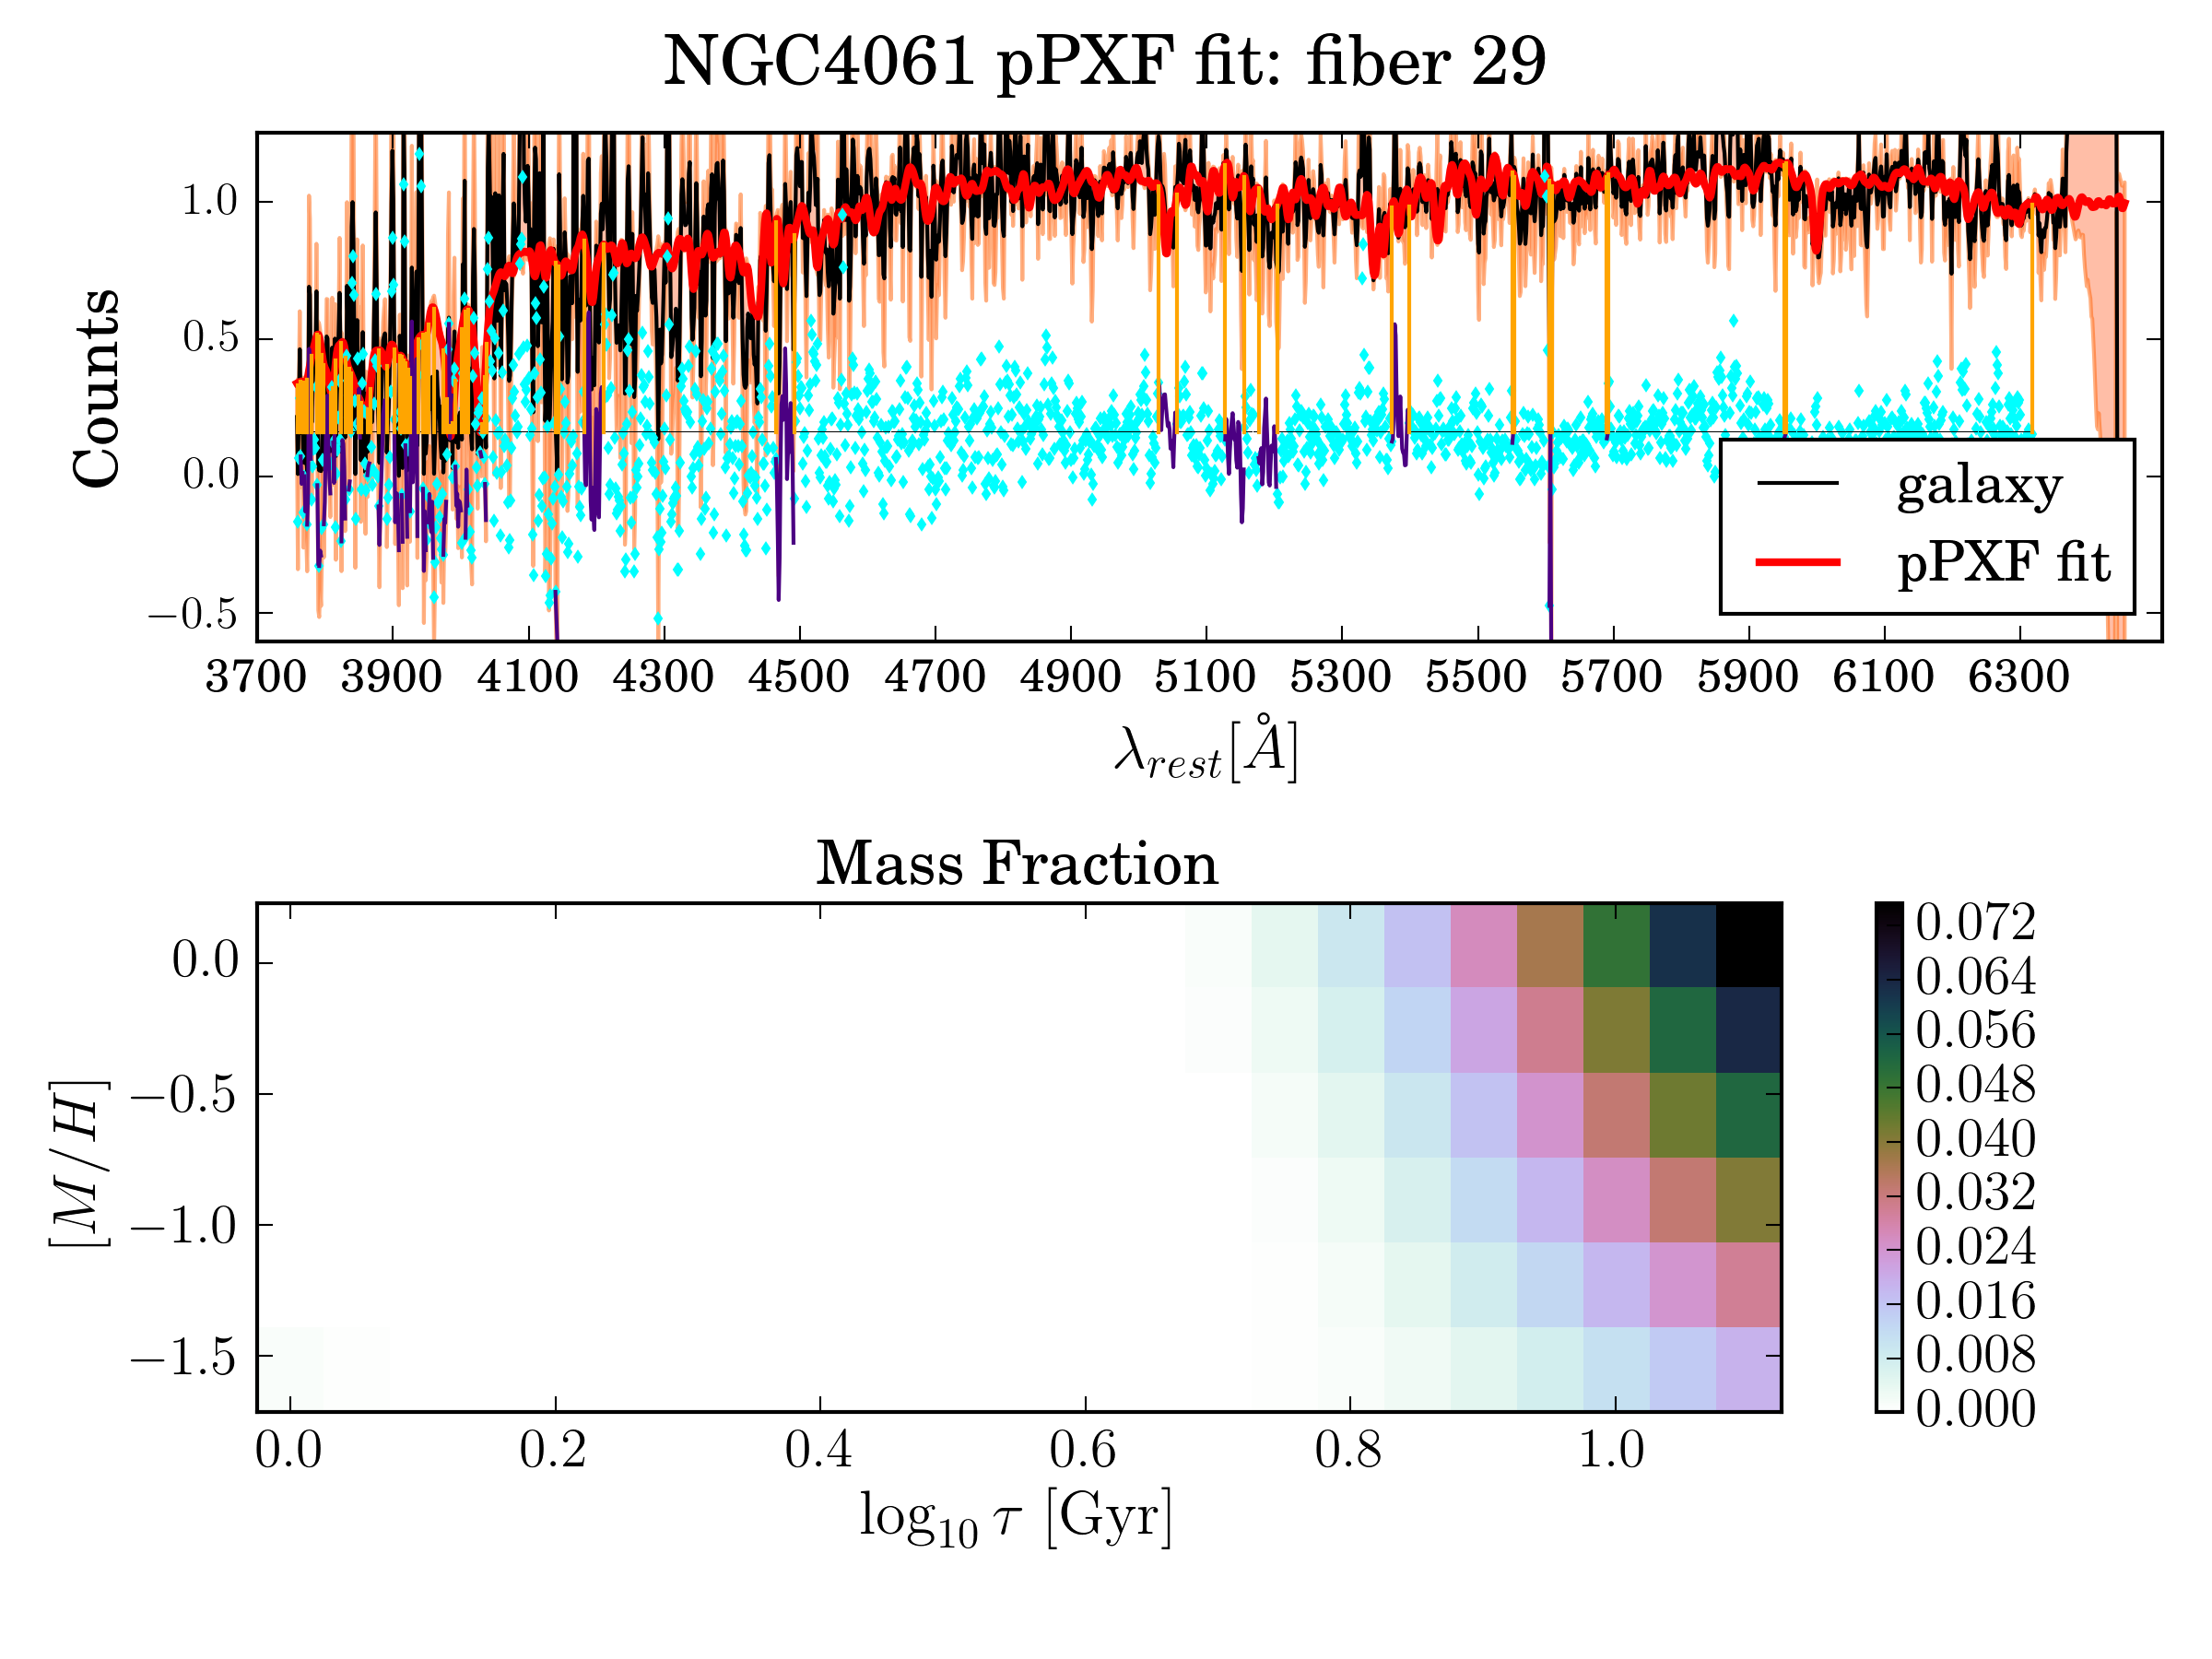 NGC4061 pPXF fit: fiber 29
Counts
1.0
0.5
0.0
−0.5
galaxy
pPXF fit
3700 3900 4100 4300 4500 4700 4900 5100 5300 5500 5700 5900 6100 6300
λ_rest[Å]
Mass Fraction
[M/H]
0.0
−0.5
−1.0
−1.5
0.0 0.2 0.4 0.6 0.8 1.0
log₁₀ τ [Gyr]
0.072
0.064
0.056
0.048
0.040
0.032
0.024
0.016
0.008
0.000